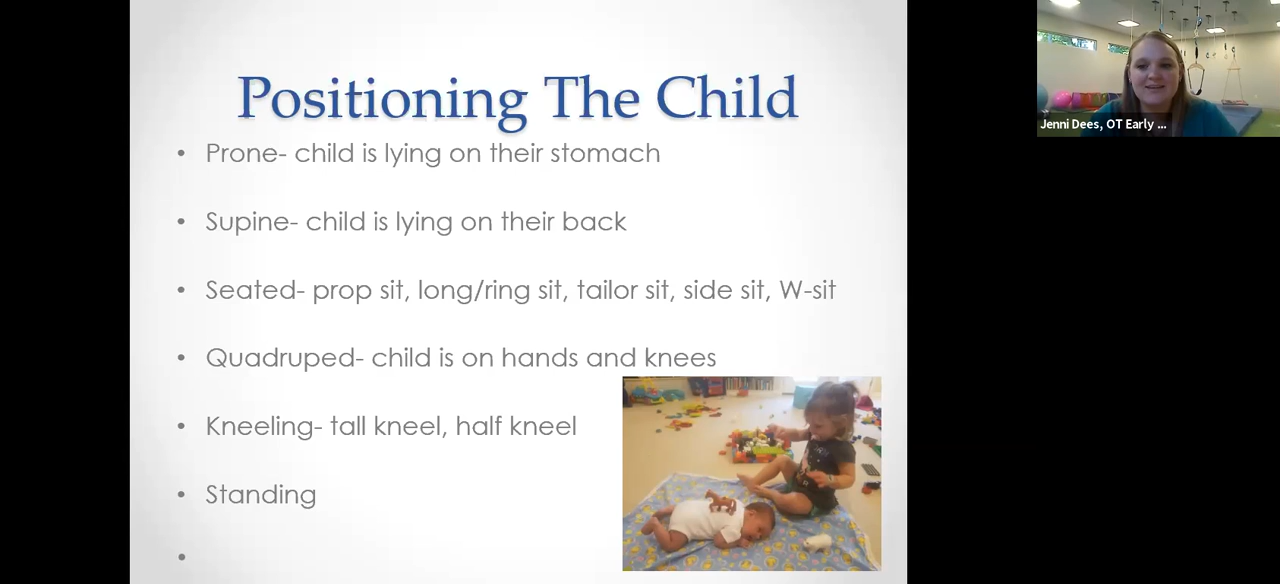 Positioning The Child
• Prone- child is lying on their stomach
• Supine- child is lying on their back
• Seated- prop sit, long/ring sit, tailor sit, side sit, W-sit
• Quadruped- child is on hands and knees
• Kneeling- tall kneel, half kneel
• Standing
•
Jenni Dees, OT Early ...